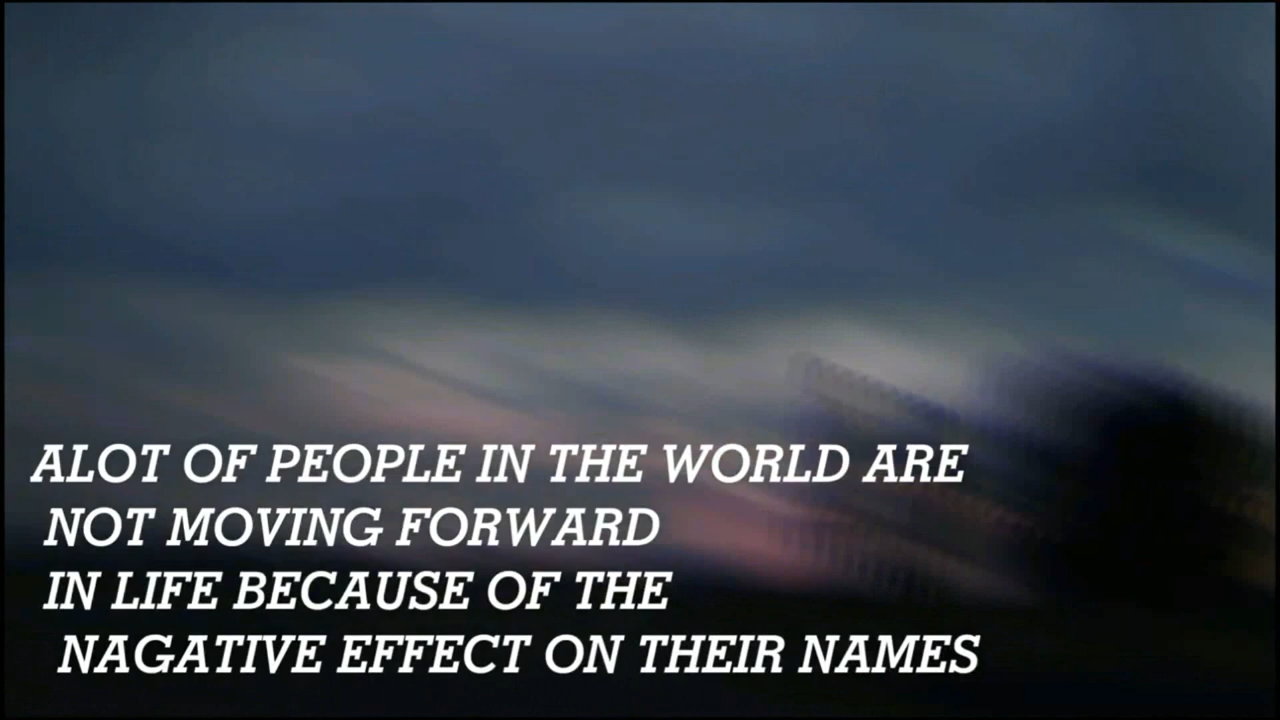 ALOT OF PEOPLE IN THE WORLD ARE
NOT MOVING FORWARD
IN LIFE BECAUSE OF THE
NAGATIVE EFFECT ON THEIR NAMES